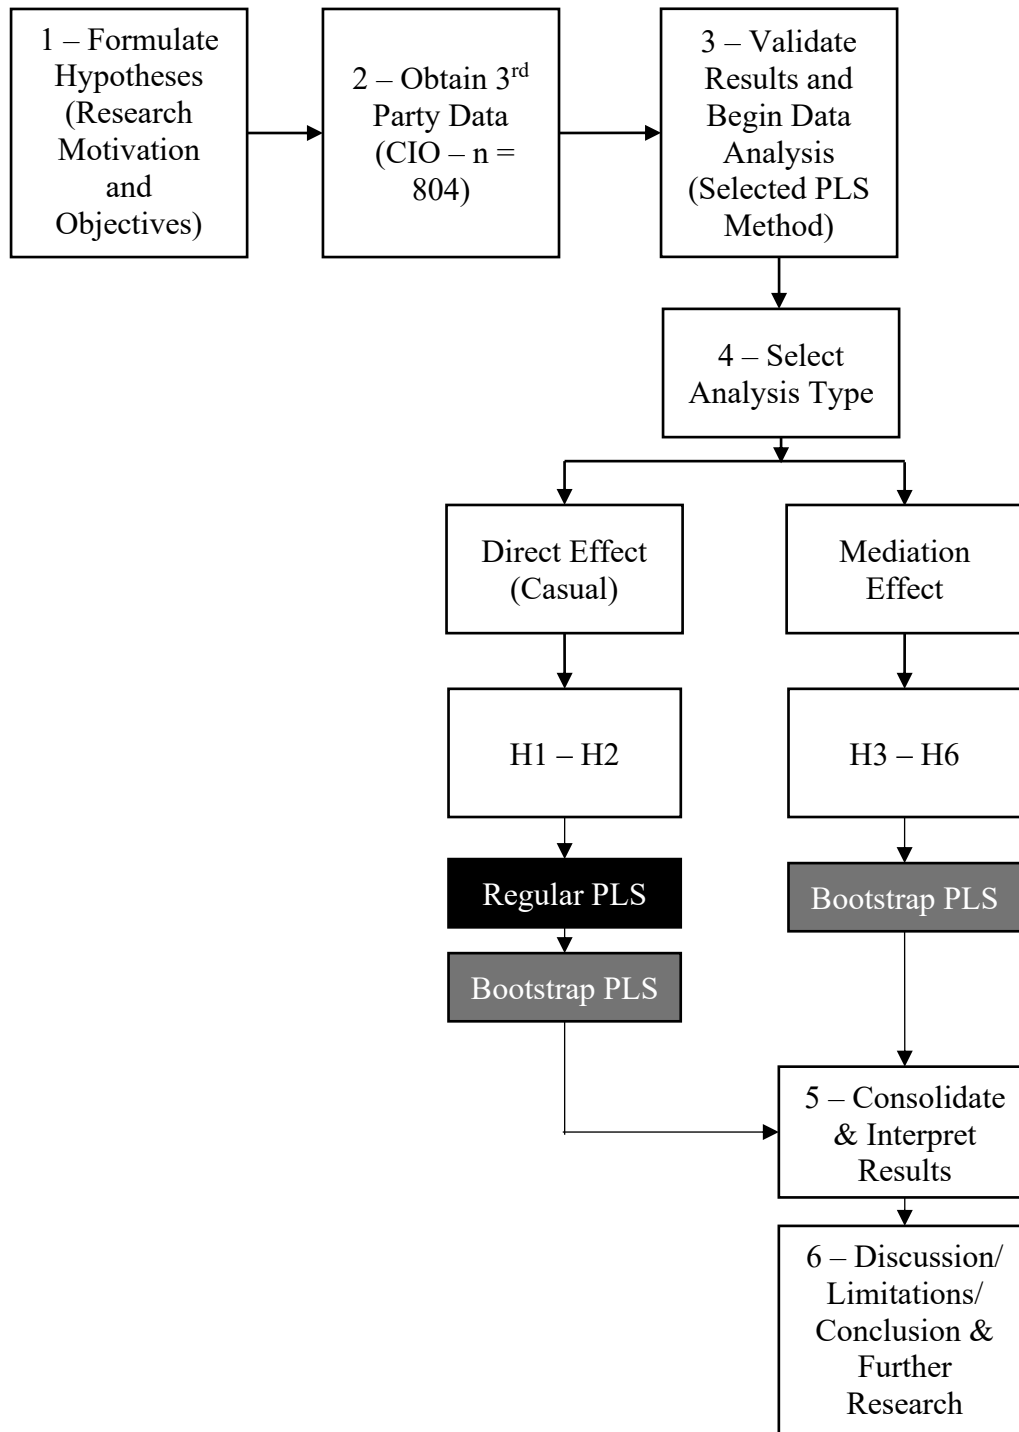 1 – Formulate
Hypotheses
(Research
Motivation
and
Objectives)
2 – Obtain 3rd
Party Data
(CIO – n =
804)
3 – Validate
Results and
Begin Data
Analysis
(Selected PLS
Method)
4 – Select
Analysis Type
Direct Effect
(Casual)
Mediation
Effect
H1 – H2
H3 – H6
Regular PLS
Bootstrap PLS
Bootstrap PLS
5 – Consolidate
& Interpret
Results
6 – Discussion/
Limitations/
Conclusion &
Further
Research